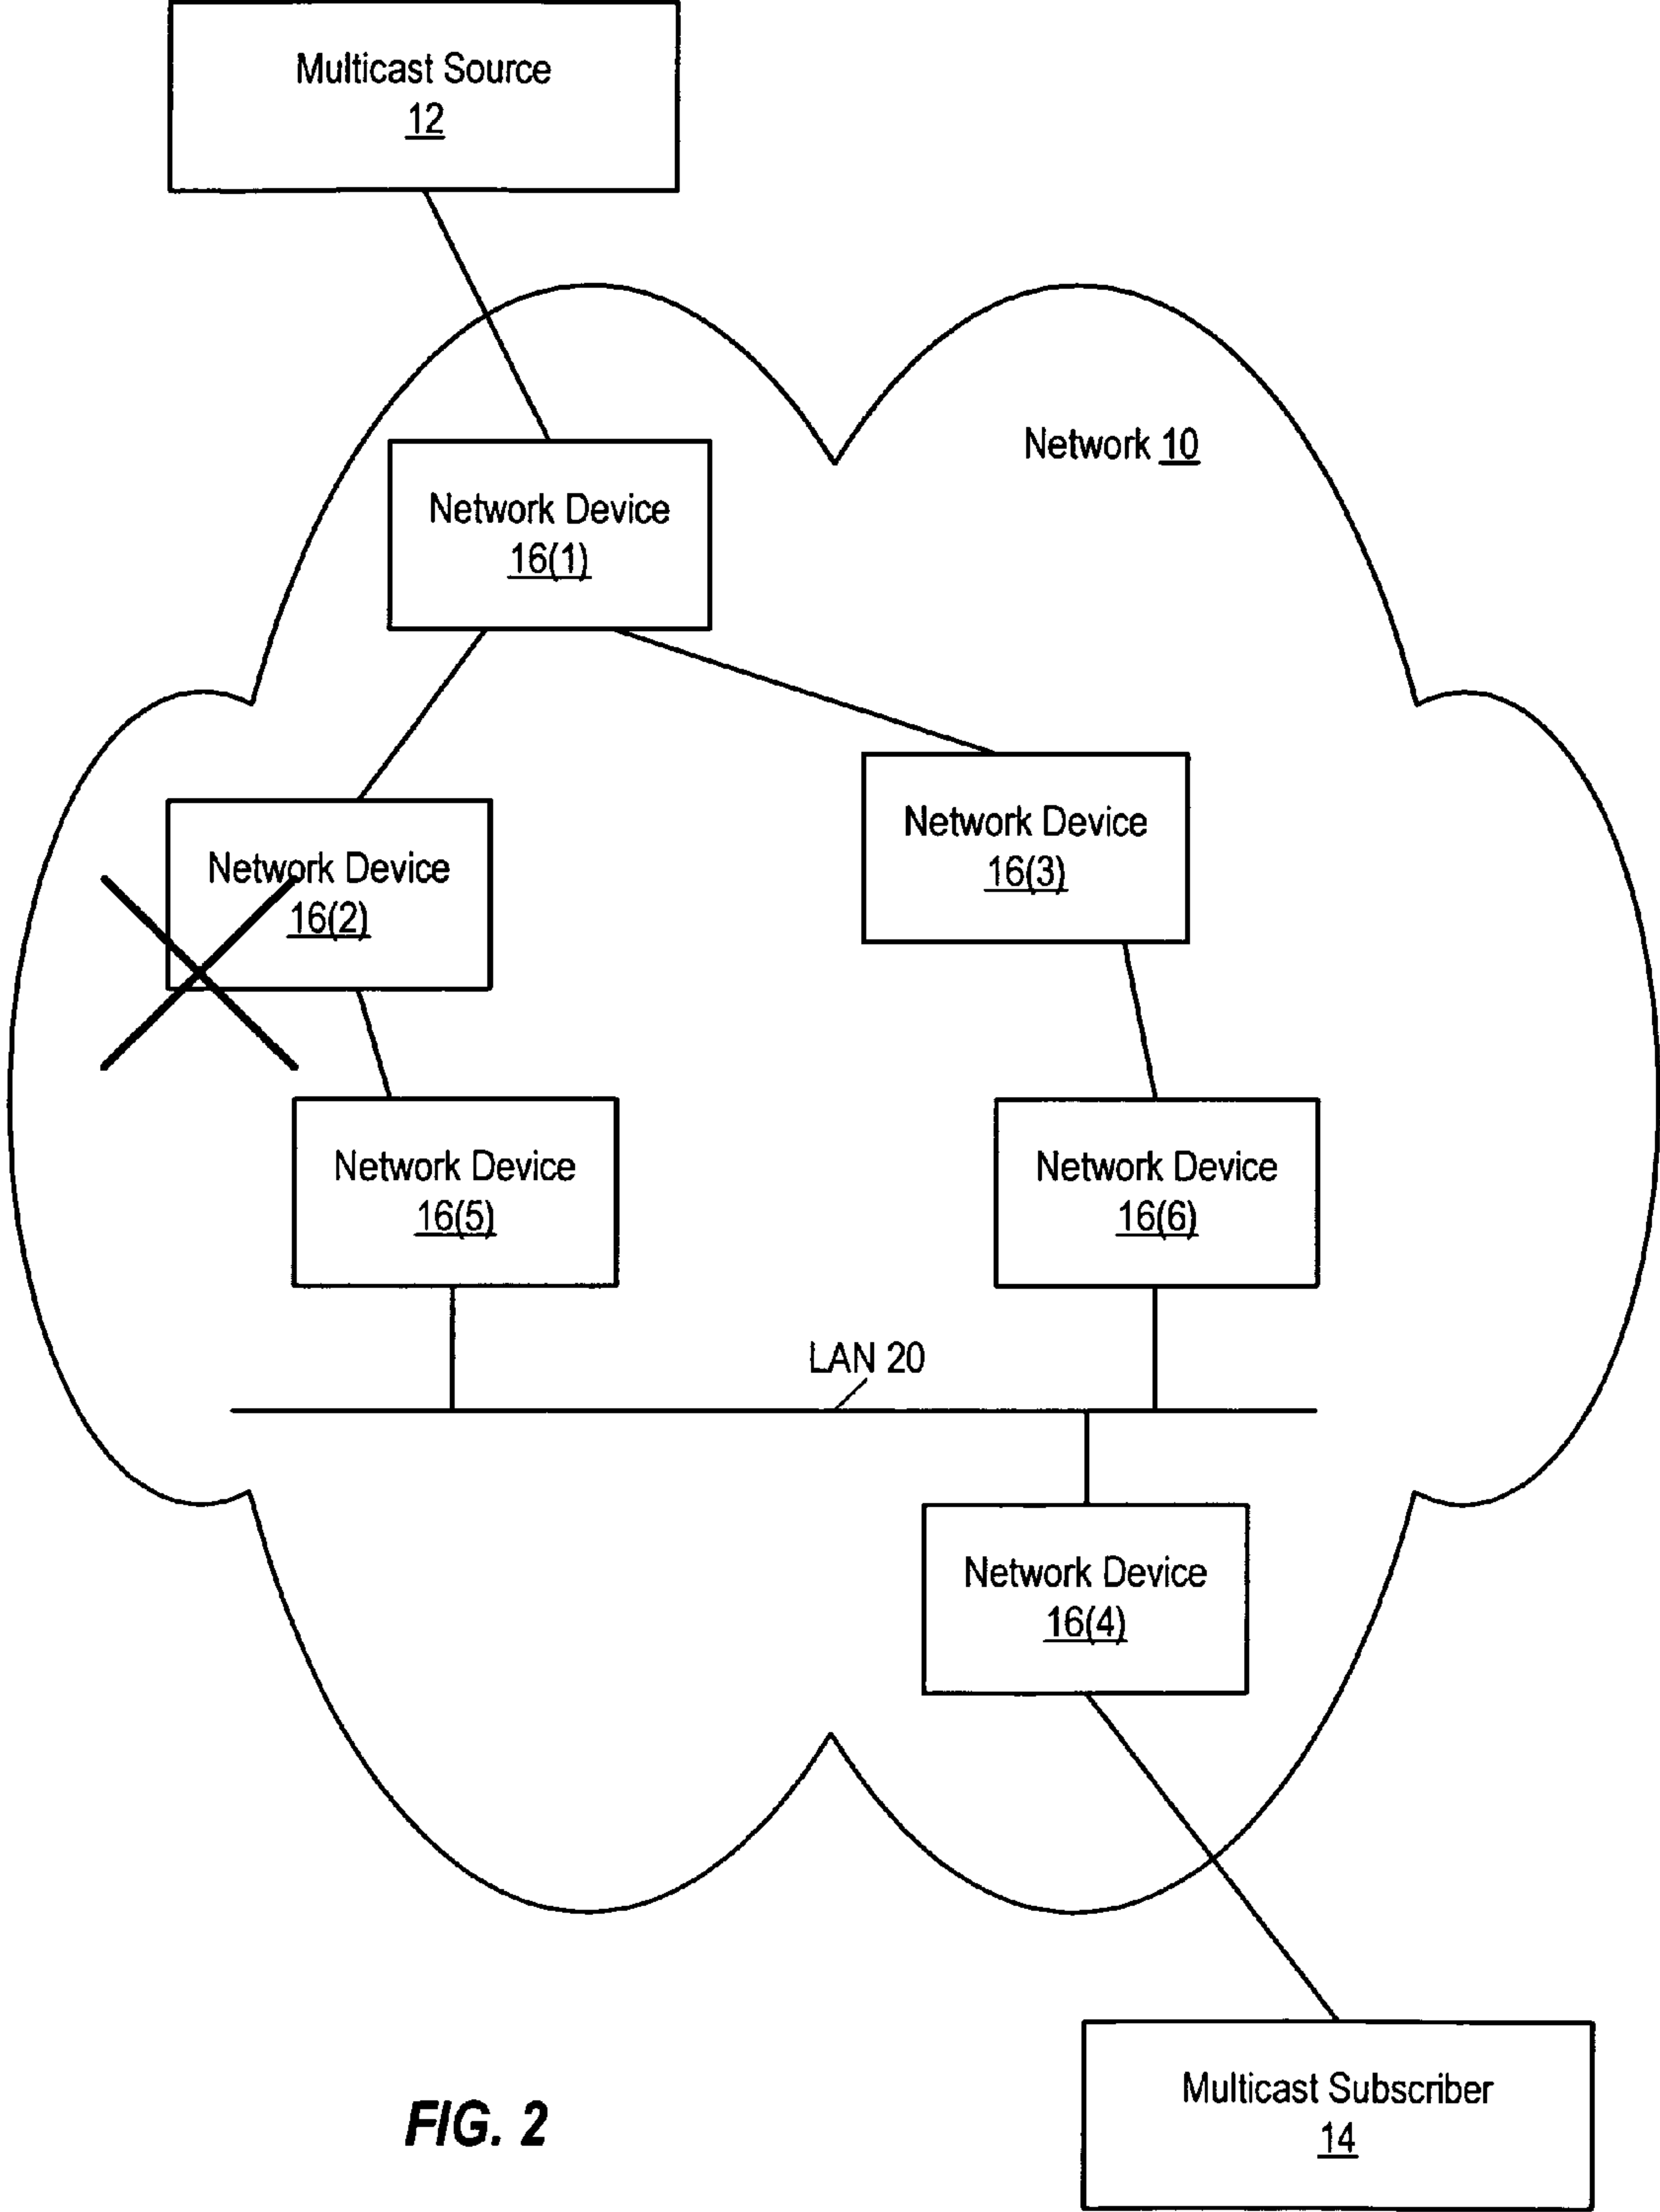 Multicast Source
12
Network 10
Network Device
16(1)
Network Device
16(3)
Network Device
16(2)
Network Device
16(5)
Network Device
16(6)
LAN 20
Network Device
16(4)
Multicast Subscriber
14
FIG. 2